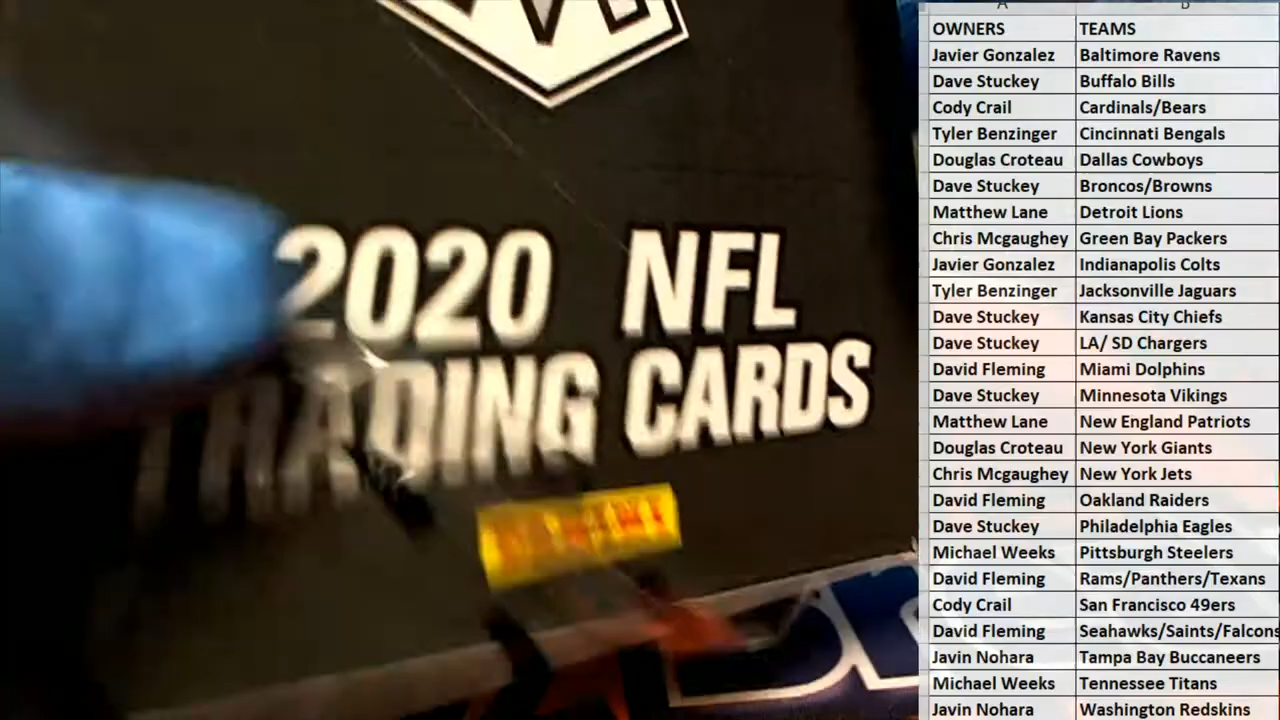 2020 NFL
TRADING CARDS
A B
OWNERS TEAMS
Javier Gonzalez Baltimore Ravens
Dave Stuckey Buffalo Bills
Cody Crail Cardinals/Bears
Tyler Benzinger Cincinnati Bengals
Douglas Croteau Dallas Cowboys
Dave Stuckey Broncos/Browns
Matthew Lane Detroit Lions
Chris Mcgaughey Green Bay Packers
Javier Gonzalez Indianapolis Colts
Tyler Benzinger Jacksonville Jaguars
Dave Stuckey Kansas City Chiefs
Dave Stuckey LA/ SD Chargers
David Fleming Miami Dolphins
Dave Stuckey Minnesota Vikings
Matthew Lane New England Patriots
Douglas Croteau New York Giants
Chris Mcgaughey New York Jets
David Fleming Oakland Raiders
Dave Stuckey Philadelphia Eagles
Michael Weeks Pittsburgh Steelers
David Fleming Rams/Panthers/Texans
Cody Crail San Francisco 49ers
David Fleming Seahawks/Saints/Falcons
Javin Nohara Tampa Bay Buccaneers
Michael Weeks Tennessee Titans
Javin Nohara Washington Redskins